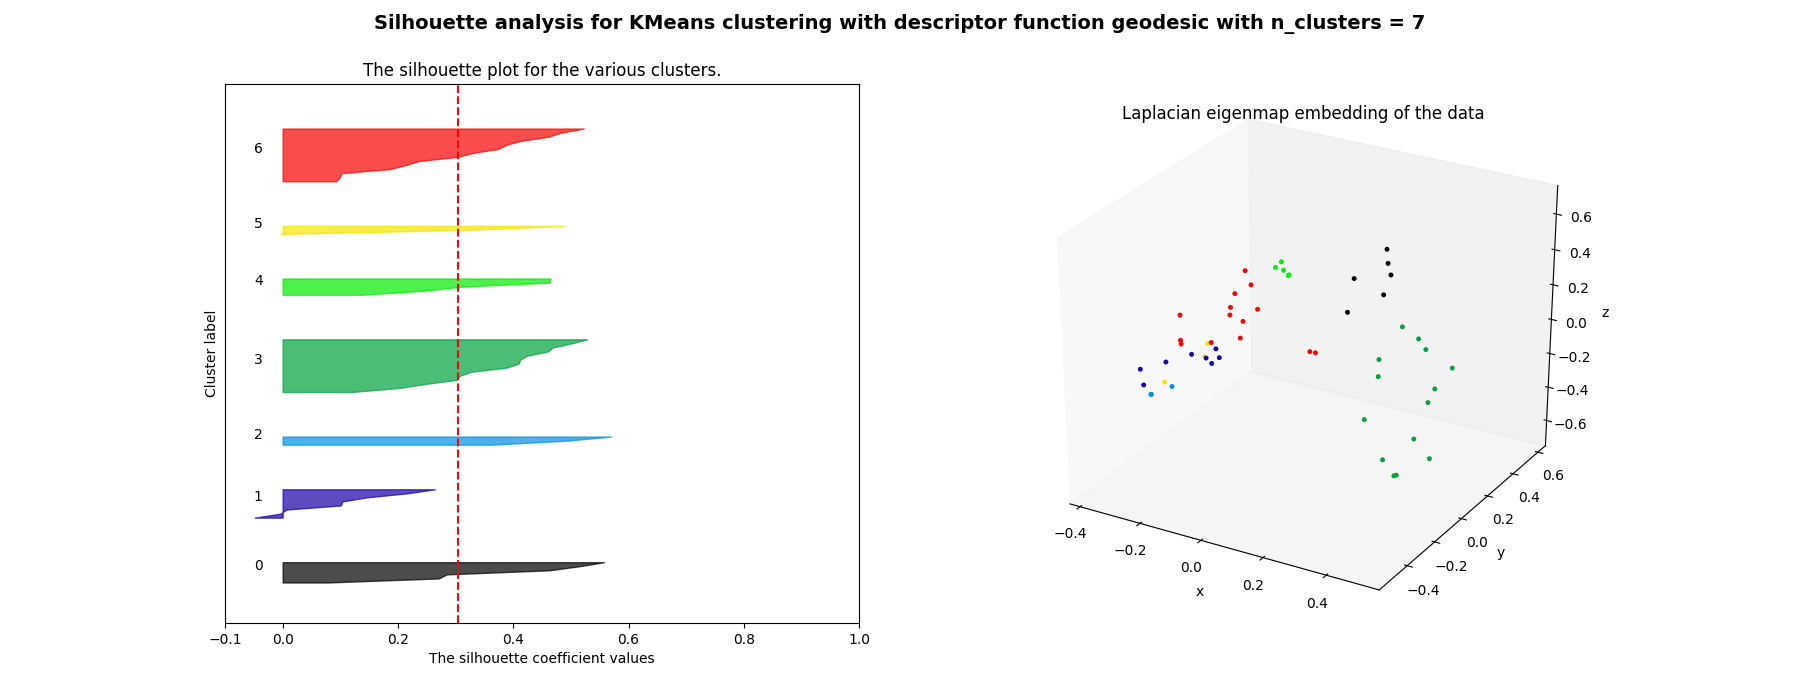 Silhouette analysis for KMeans clustering with descriptor function geodesic with n_clusters = 7
The silhouette plot for the various clusters.
6
5
4
3
2
1
0
Cluster label
−0.1 0.0 0.2 0.4 0.6 0.8 1.0
The silhouette coefficient values
Laplacian eigenmap embedding of the data
0.6
0.4
0.2
0.0
−0.2
−0.4
−0.6
z
0.6
0.4
0.2
0.0
−0.2
−0.4
y
−0.4
−0.2
0.0
0.2
0.4
x